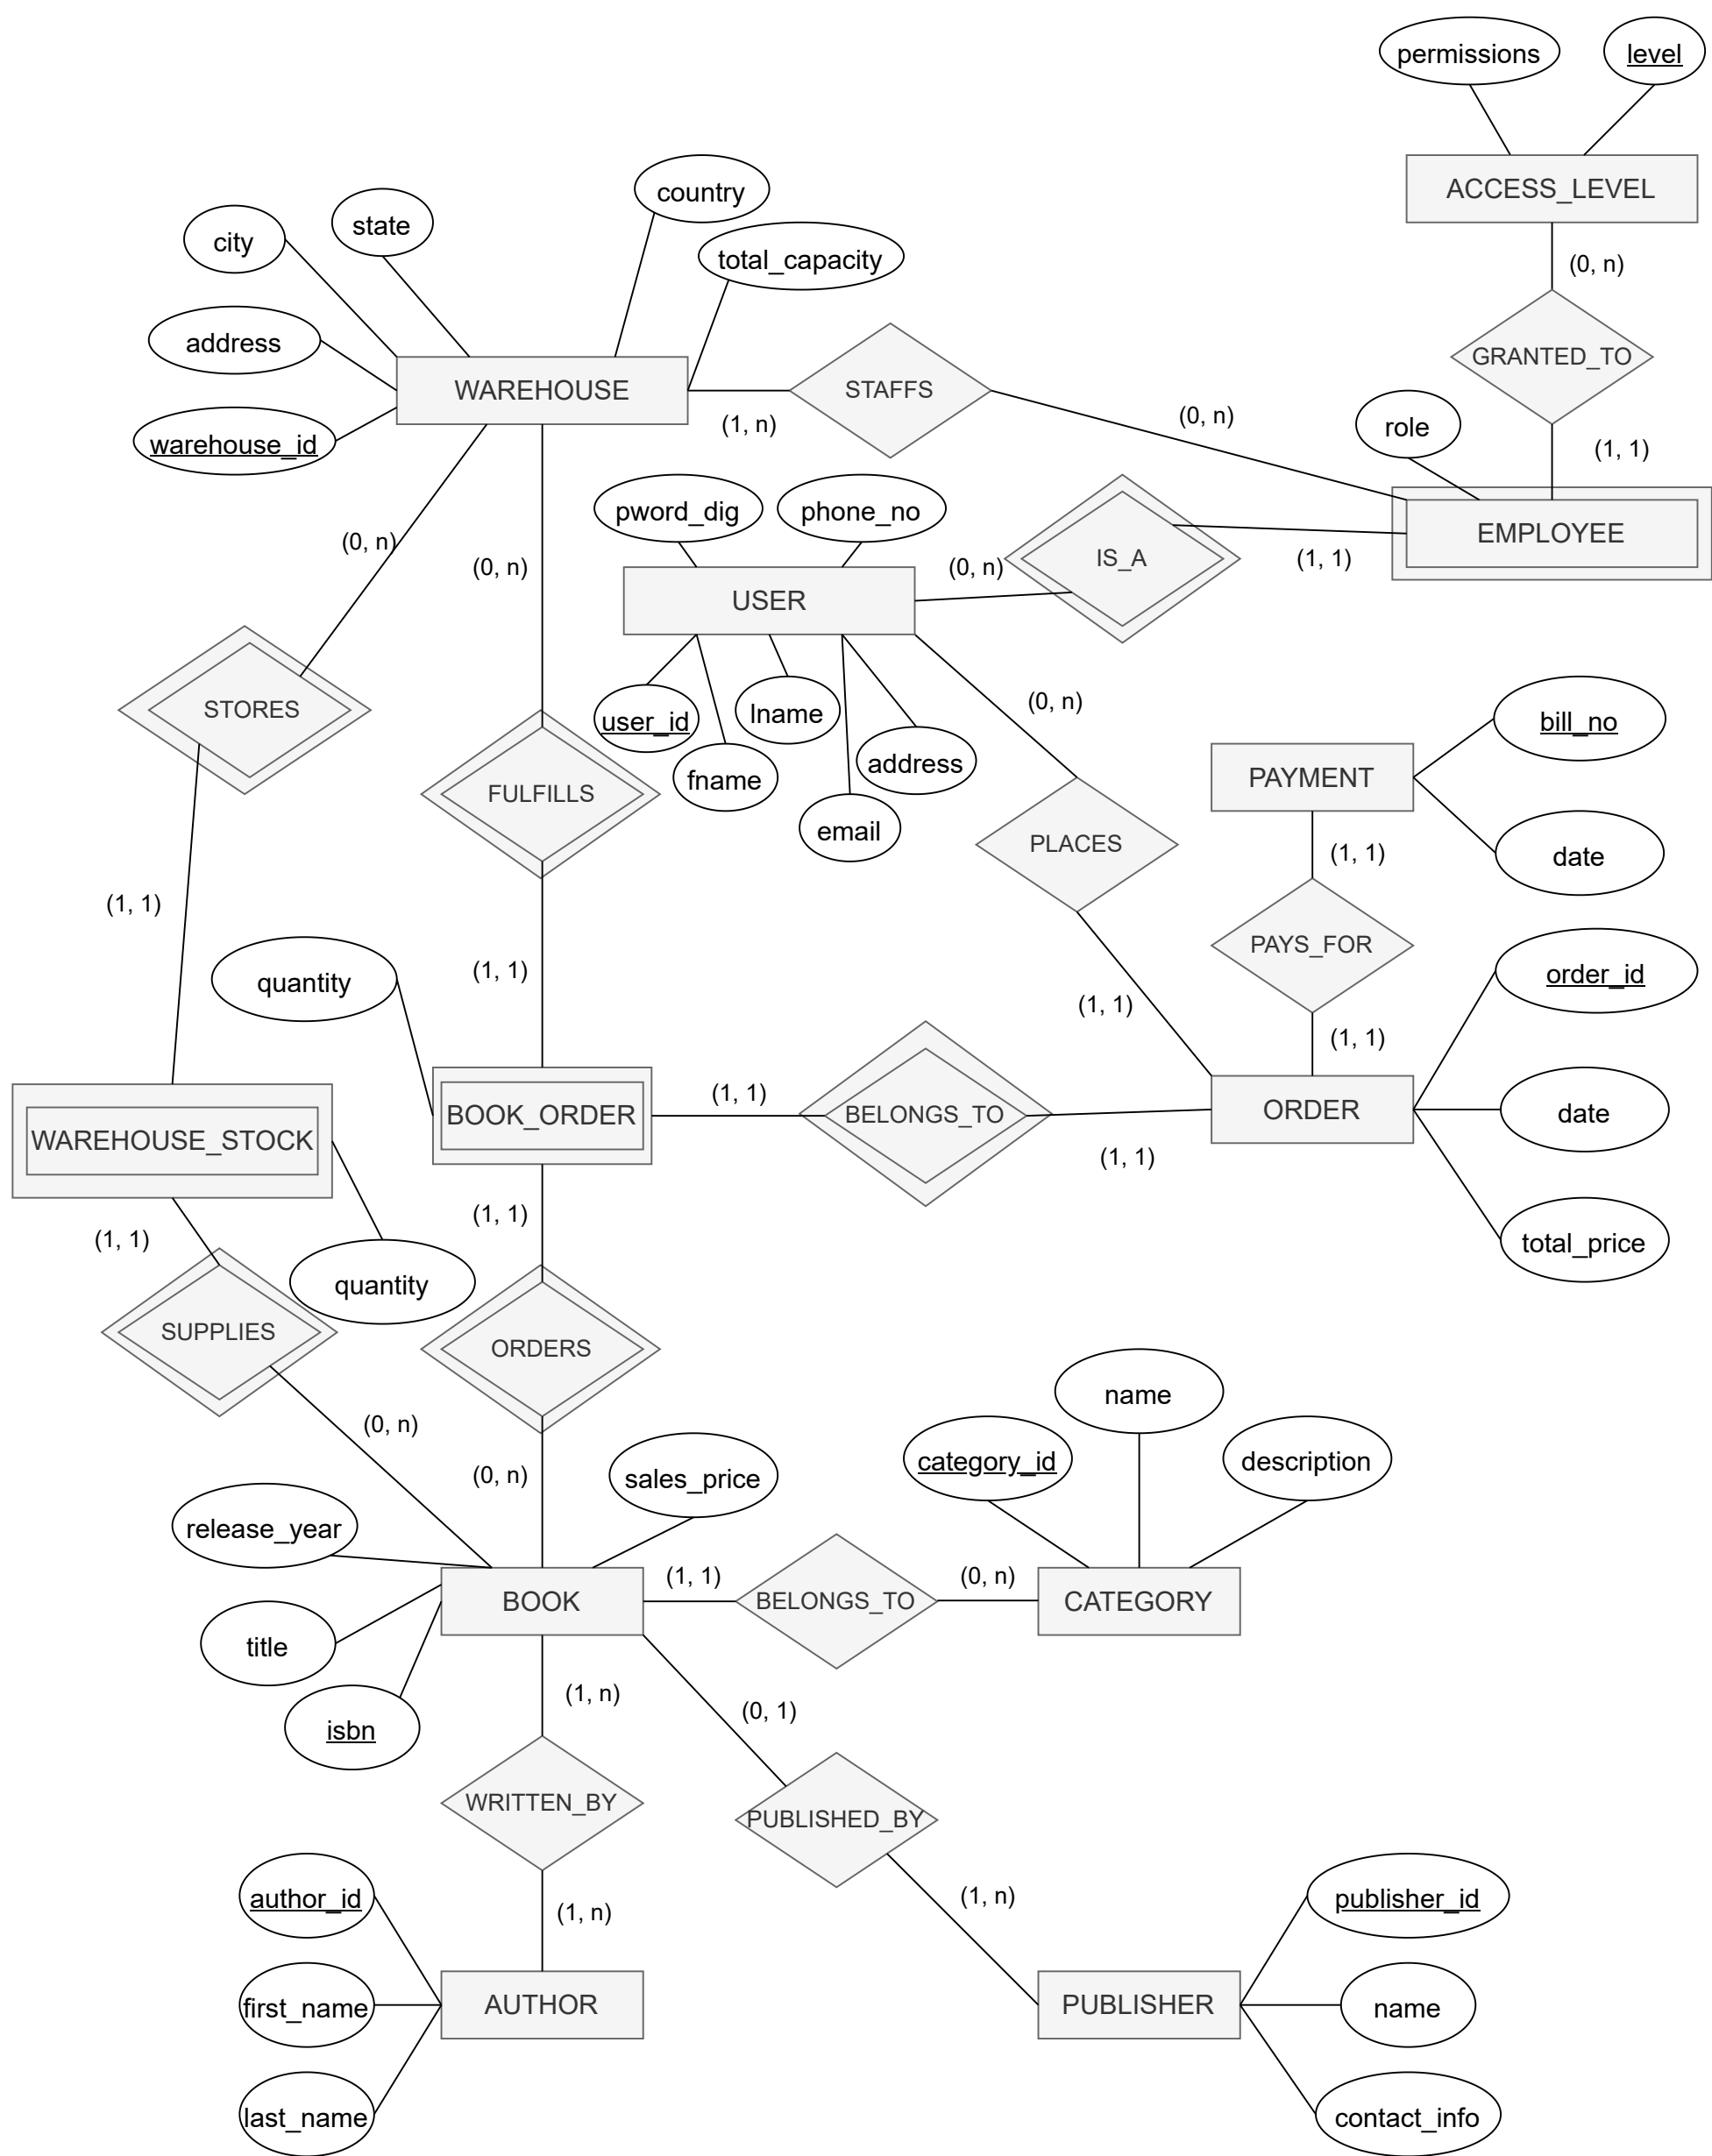 permissions
level
ACCESS_LEVEL
(0, n)
GRANTED_TO
(1, 1)
country
state
city
total_capacity
address
warehouse_id
WAREHOUSE
(1, n)
STAFFS
(0, n)
role
EMPLOYEE
(0, n)
(0, n)
pword_dig
phone_no
USER
(0, n)
IS_A
(1, 1)
user_id
fname
lname
email
address
(0, n)
STORES
FULFILLS
PLACES
PAYMENT
bill_no
date
(1, 1)
PAYS_FOR
(1, 1)
(1, 1)
(1, 1)
quantity
(1, 1)
order_id
date
total_price
ORDER
WAREHOUSE_STOCK
BOOK_ORDER
(1, 1)
BELONGS_TO
(1, 1)
(1, 1)
(1, 1)
quantity
SUPPLIES
ORDERS
(0, n)
(0, n)
sales_price
release_year
title
isbn
BOOK
(1, 1)
BELONGS_TO
(0, n)
CATEGORY
category_id
name
description
(1, n)
(0, 1)
WRITTEN_BY
PUBLISHED_BY
(1, n)
(1, n)
author_id
first_name
last_name
AUTHOR
PUBLISHER
publisher_id
name
contact_info